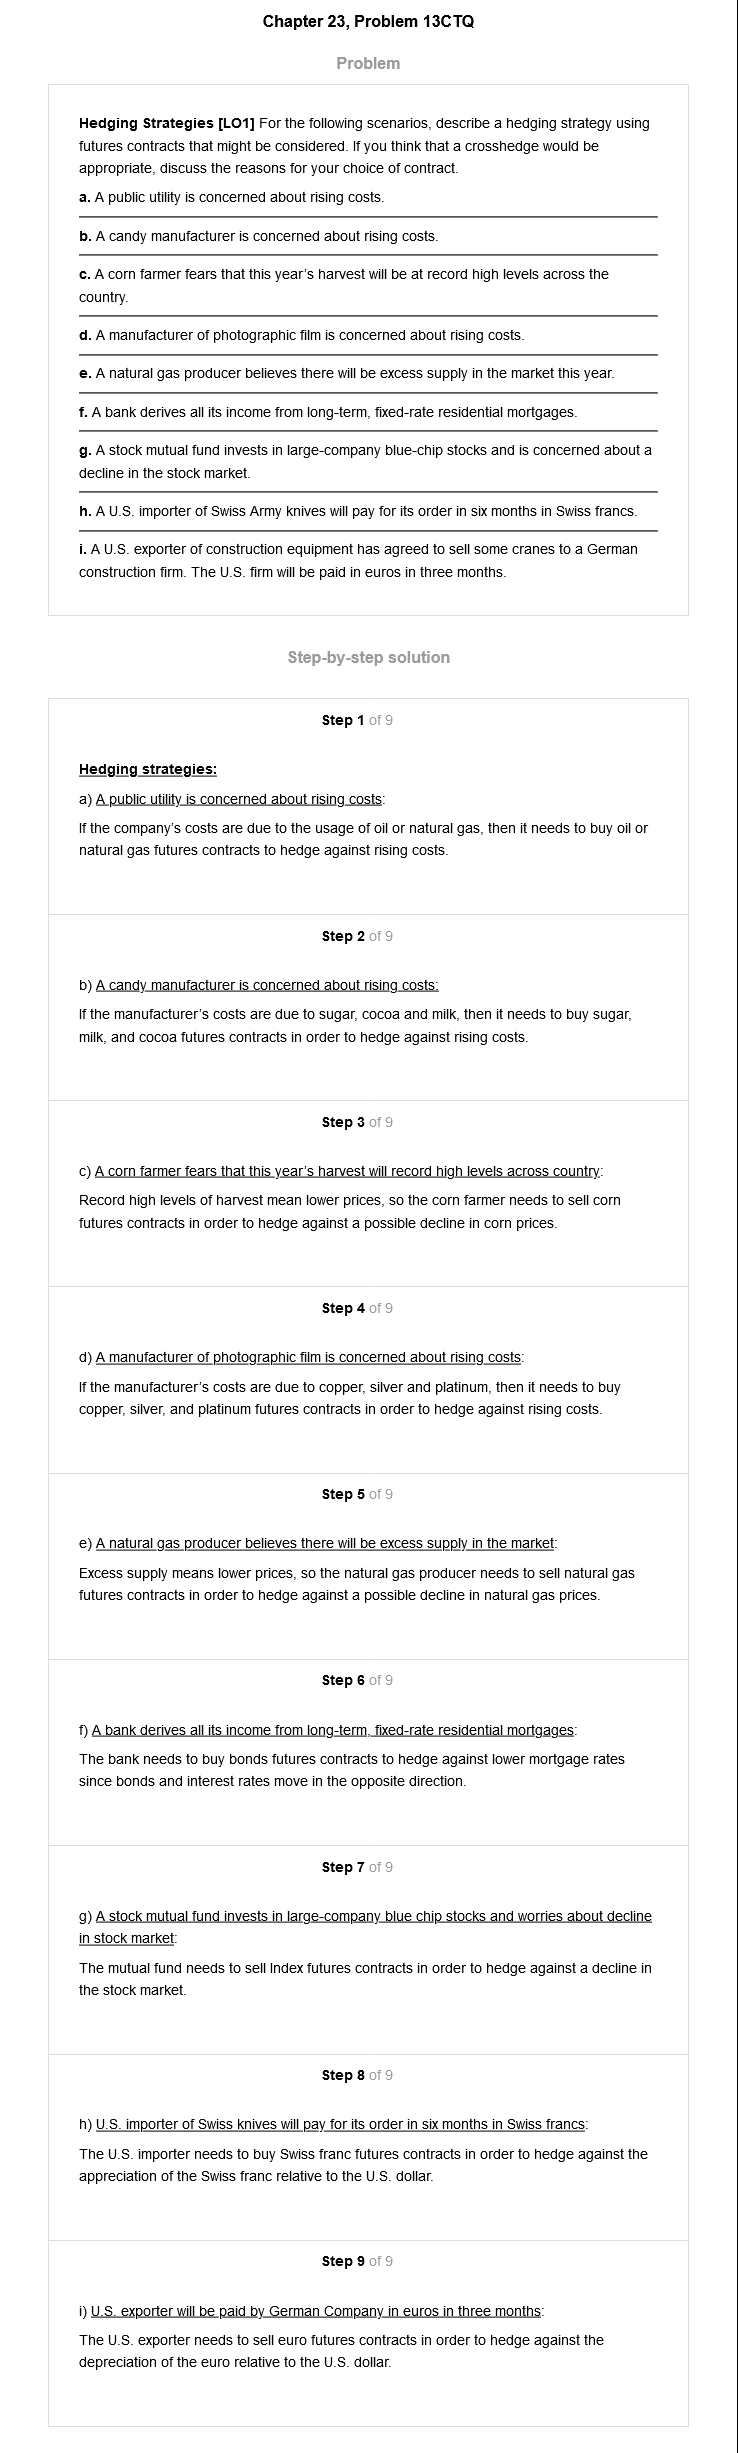 Chapter 23, Problem 13CTQ
Problem
Hedging Strategies [LO1] For the following scenarios, describe a hedging strategy using
futures contracts that might be considered. If you think that a crosshedge would be
appropriate, discuss the reasons for your choice of contract.
a. A public utility is concerned about rising costs.
b. A candy manufacturer is concerned about rising costs.
c. A corn farmer fears that this year's harvest will be at record high levels across the
country.
d. A manufacturer of photographic film is concerned about rising costs.
e. A natural gas producer believes there will be excess supply in the market this year.
f. A bank derives all its income from long-term, fixed-rate residential mortgages.
g. A stock mutual fund invests in large-company blue-chip stocks and is concerned about a
decline in the stock market.
h. A U.S. importer of Swiss Army knives will pay for its order in six months in Swiss francs.
i. A U.S. exporter of construction equipment has agreed to sell some cranes to a German
construction firm. The U.S. firm will be paid in euros in three months.
Step-by-step solution
Step 1 of 9
Hedging strategies:
a) A public utility is concerned about rising costs:
If the company's costs are due to the usage of oil or natural gas, then it needs to buy oil or
natural gas futures contracts to hedge against rising costs.
Step 2 of 9
b) A candy manufacturer is concerned about rising costs:
If the manufacturer's costs are due to sugar, cocoa and milk, then it needs to buy sugar,
milk, and cocoa futures contracts in order to hedge against rising costs.
Step 3 of 9
c) A corn farmer fears that this year's harvest will record high levels across country:
Record high levels of harvest mean lower prices, so the corn farmer needs to sell corn
futures contracts in order to hedge against a possible decline in corn prices.
Step 4 of 9
d) A manufacturer of photographic film is concerned about rising costs:
If the manufacturer's costs are due to copper, silver and platinum, then it needs to buy
copper, silver, and platinum futures contracts in order to hedge against rising costs.
Step 5 of 9
e) A natural gas producer believes there will be excess supply in the market:
Excess supply means lower prices, so the natural gas producer needs to sell natural gas
futures contracts in order to hedge against a possible decline in natural gas prices.
Step 6 of 9
f) A bank derives all its income from long-term, fixed-rate residential mortgages:
The bank needs to buy bonds futures contracts to hedge against lower mortgage rates
since bonds and interest rates move in the opposite direction.
Step 7 of 9
g) A stock mutual fund invests in large-company blue chip stocks and worries about decline
in stock market:
The mutual fund needs to sell Index futures contracts in order to hedge against a decline in
the stock market.
Step 8 of 9
h) U.S. importer of Swiss knives will pay for its order in six months in Swiss francs:
The U.S. importer needs to buy Swiss franc futures contracts in order to hedge against the
appreciation of the Swiss franc relative to the U.S. dollar.
Step 9 of 9
i) U.S. exporter will be paid by German Company in euros in three months:
The U.S. exporter needs to sell euro futures contracts in order to hedge against the
depreciation of the euro relative to the U.S. dollar.